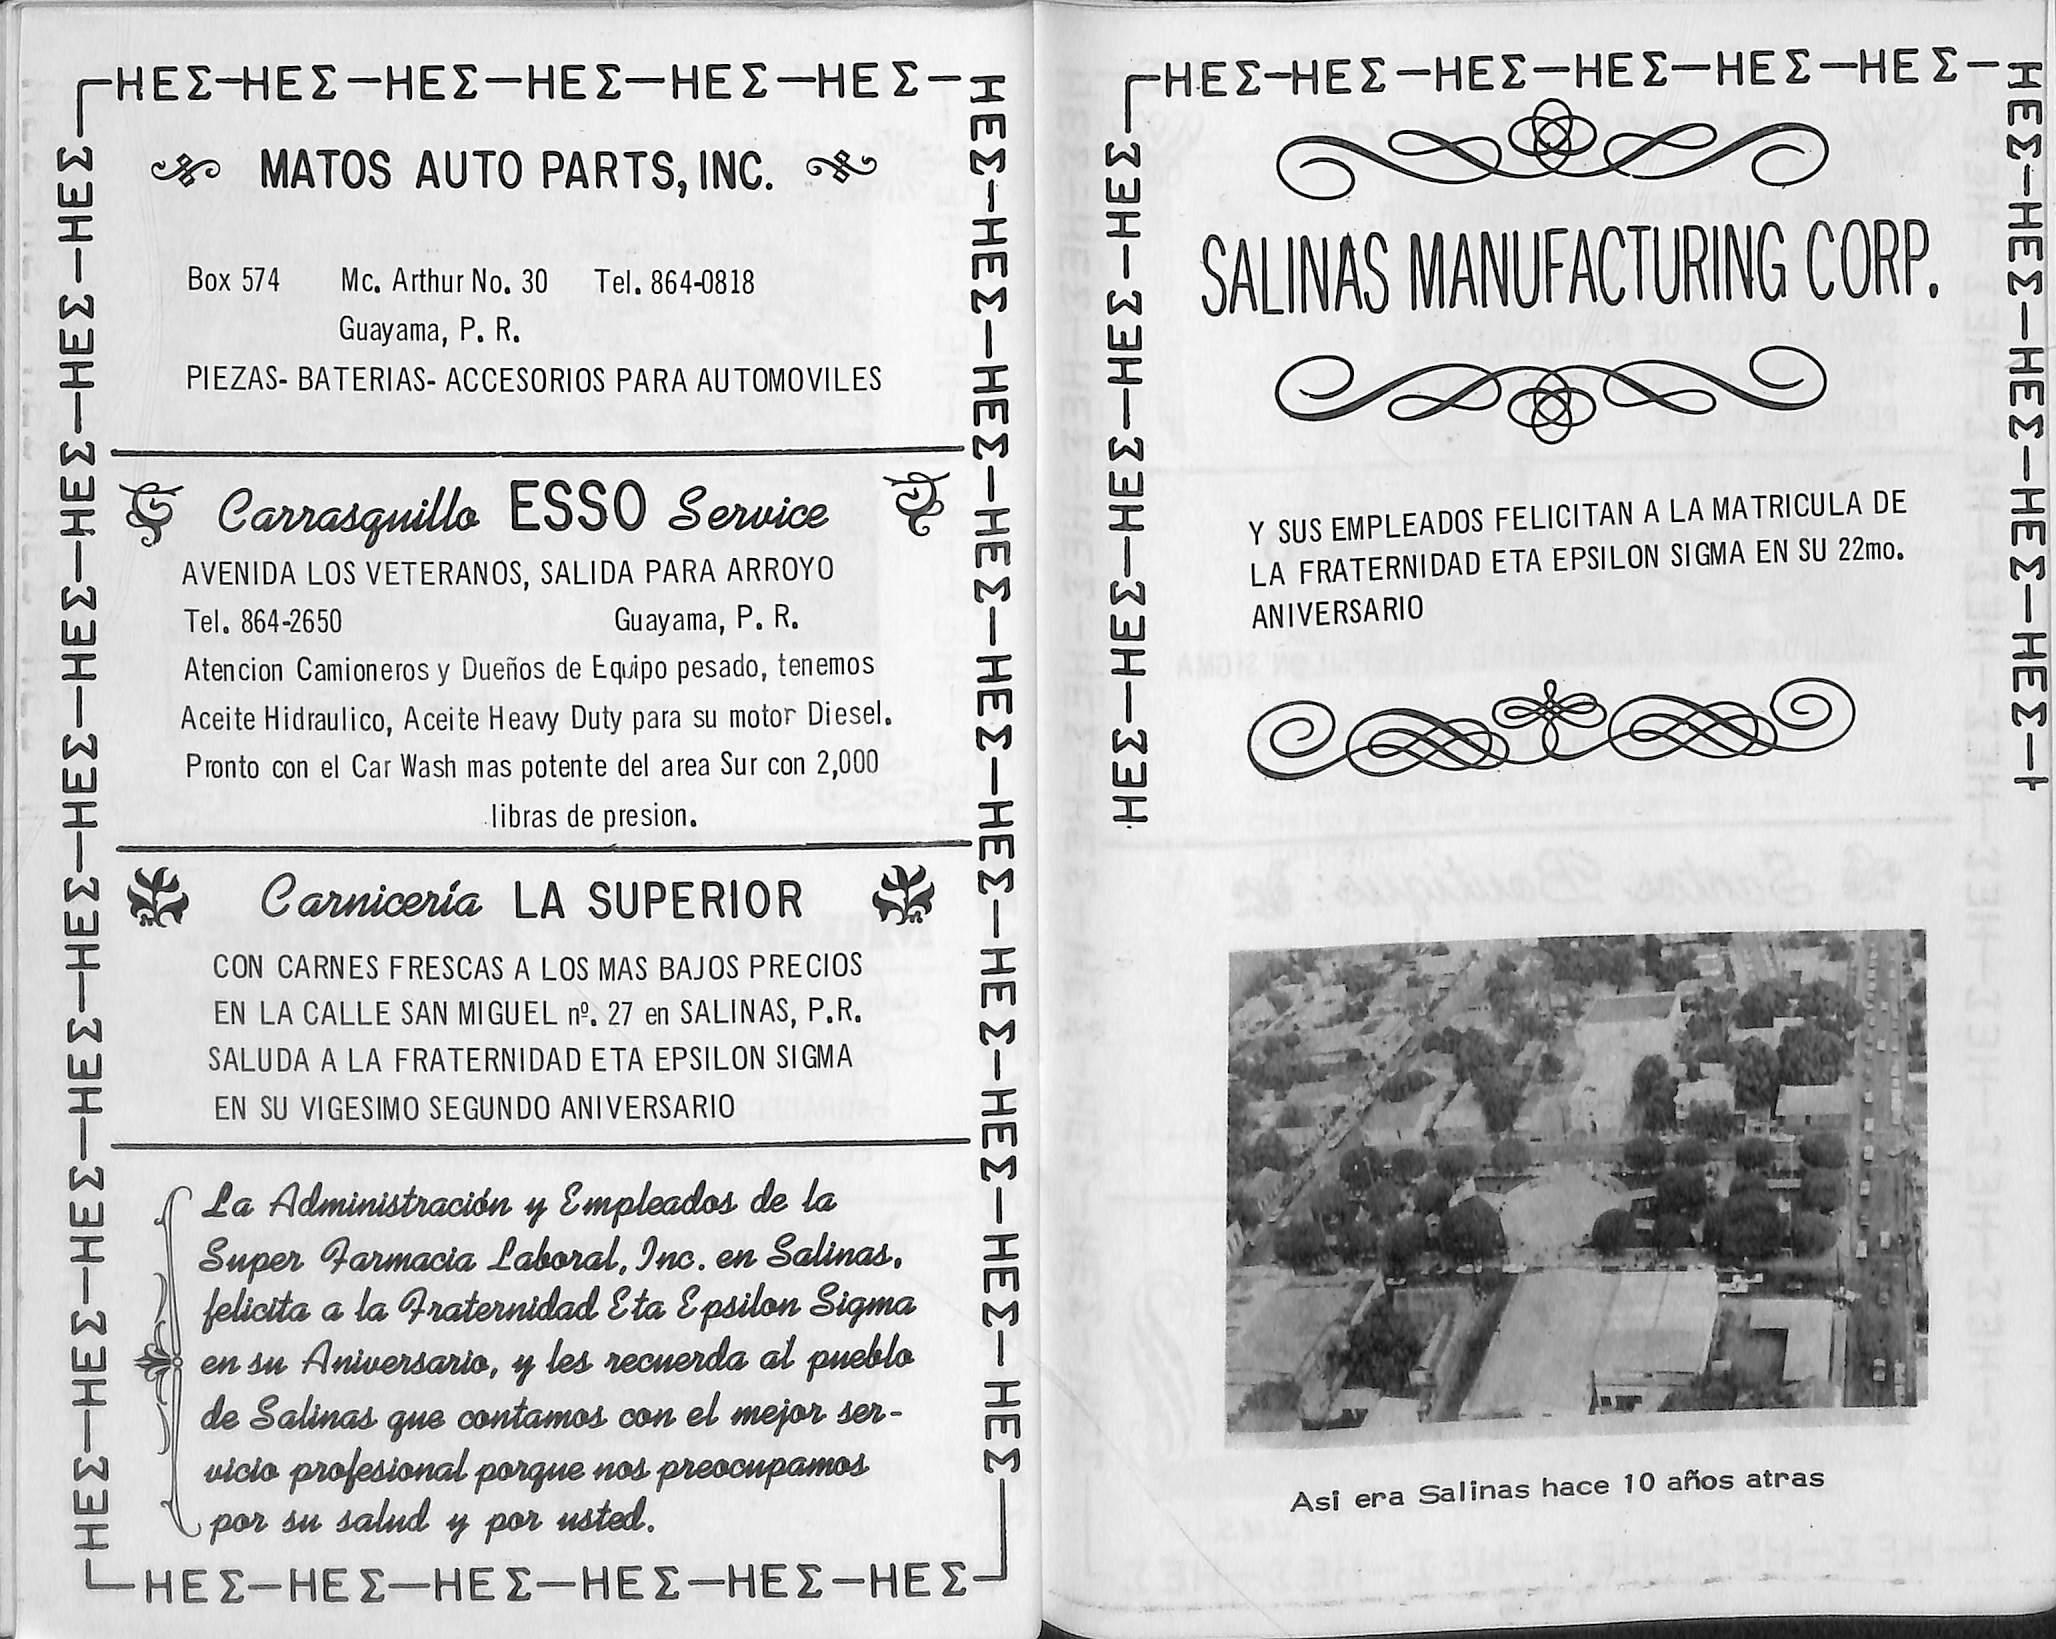 HEΣ–HEΣ–HEΣ–HEΣ–HEΣ–HEΣ
MATOS AUTO PARTS, INC.
Box 574 Mc. Arthur No. 30 Tel. 864-0818
Guayama, P. R.
PIEZAS- BATERIAS- ACCESORIOS PARA AUTOMOVILES
Carrasquillo ESSO Service
AVENIDA LOS VETERANOS, SALIDA PARA ARROYO
Tel. 864-2650 Guayama, P. R.
Atencion Camioneros y Dueños de Equipo pesado, tenemos
Aceite Hidraulico, Aceite Heavy Duty para su motor Diesel.
Pronto con el Car Wash mas potente del area Sur con 2,000
libras de presion.
Carnicería LA SUPERIOR
CON CARNES FRESCAS A LOS MAS BAJOS PRECIOS
EN LA CALLE SAN MIGUEL nº. 27 en SALINAS, P.R.
SALUDA A LA FRATERNIDAD ETA EPSILON SIGMA
EN SU VIGESIMO SEGUNDO ANIVERSARIO
La Administración y Empleados de la
Super Farmacia Laboral, Inc. en Salinas,
felicita a la Fraternidad Eta Epsilon Sigma
en su Aniversario, y les recuerda al pueblo
de Salinas que contamos con el mejor ser-
vicio profesional porque nos preocupamos
por su salud y por usted.
HEΣ–HEΣ–HEΣ–HEΣ–HEΣ–HEΣ
HEΣ–HEΣ–HEΣ–HEΣ–HEΣ–HEΣ
SALINAS MANUFACTURING CORP.
Y SUS EMPLEADOS FELICITAN A LA MATRICULA DE
LA FRATERNIDAD ETA EPSILON SIGMA EN SU 22mo.
ANIVERSARIO
Asi era Salinas hace 10 años atras